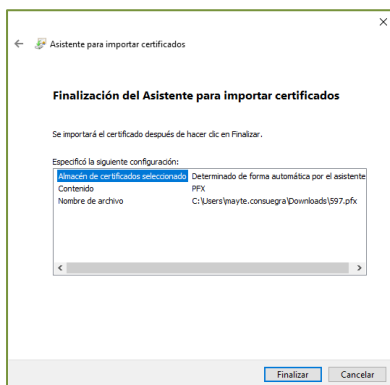 Asistente para importar certificados
Finalización del Asistente para importar certificados
Se importará el certificado después de hacer clic en Finalizar.
Especificó la siguiente configuración:
Almacén de certificados seleccionado Determinado de forma automática por el asistente
Contenido PFX
Nombre de archivo C:\Users\mayte.consuegra\Downloads\597.pfx
Finalizar Cancelar